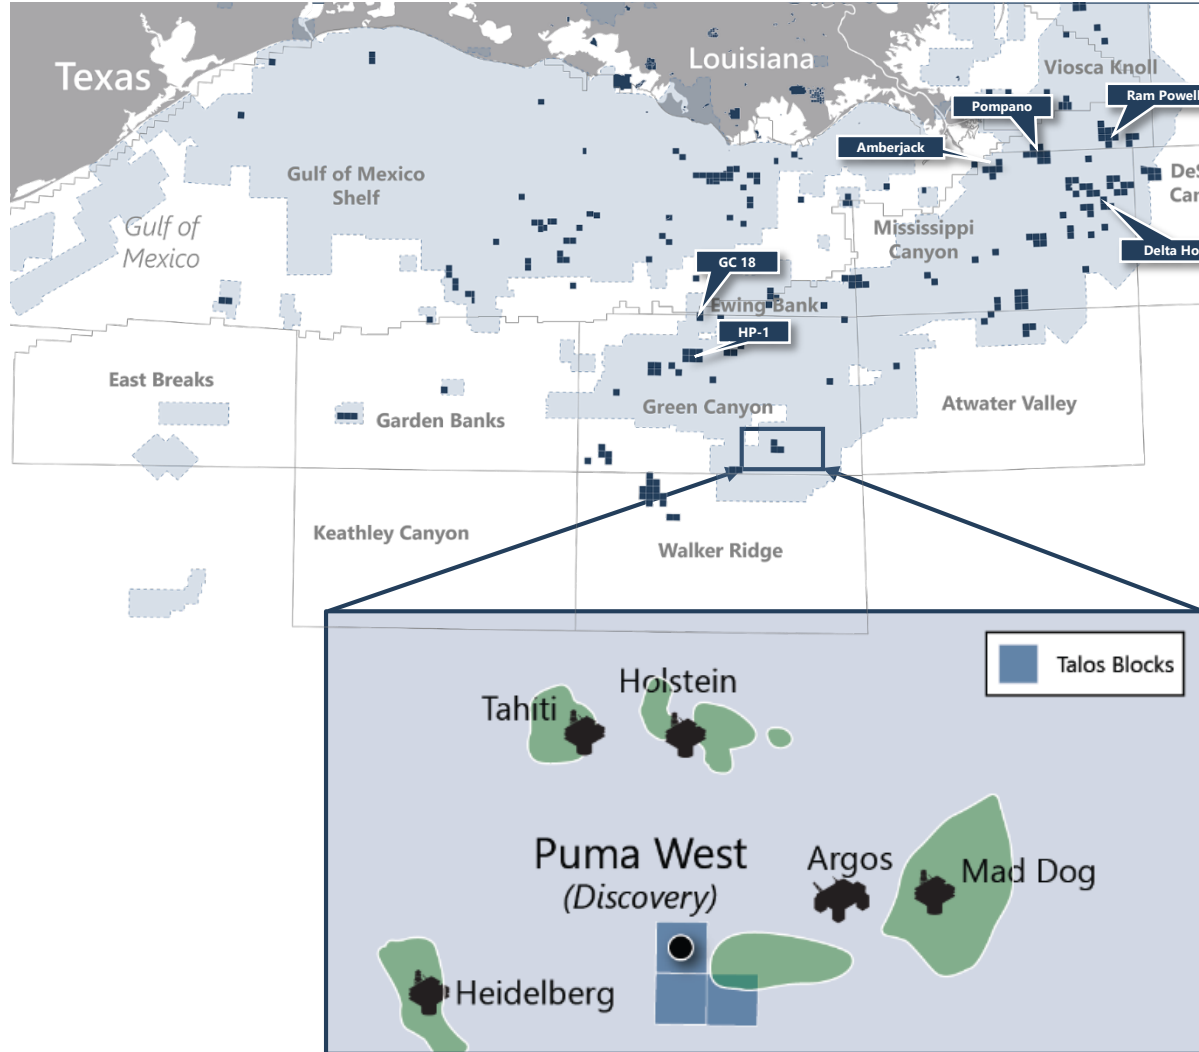 Texas
Louisiana
Viosca Knoll
Ram Powell
Pompano
Amberjack
Gulf of Mexico
Shelf
Gulf of
Mexico
Mississippi
Canyon
Delta Ho
GC 18
Ewing Bank
HP-1
East Breaks
Garden Banks
Green Canyon
Atwater Valley
Keathley Canyon
Walker Ridge
Talos Blocks
Holstein
Tahiti
Puma West
(Discovery)
Argos
Mad Dog
Heidelberg